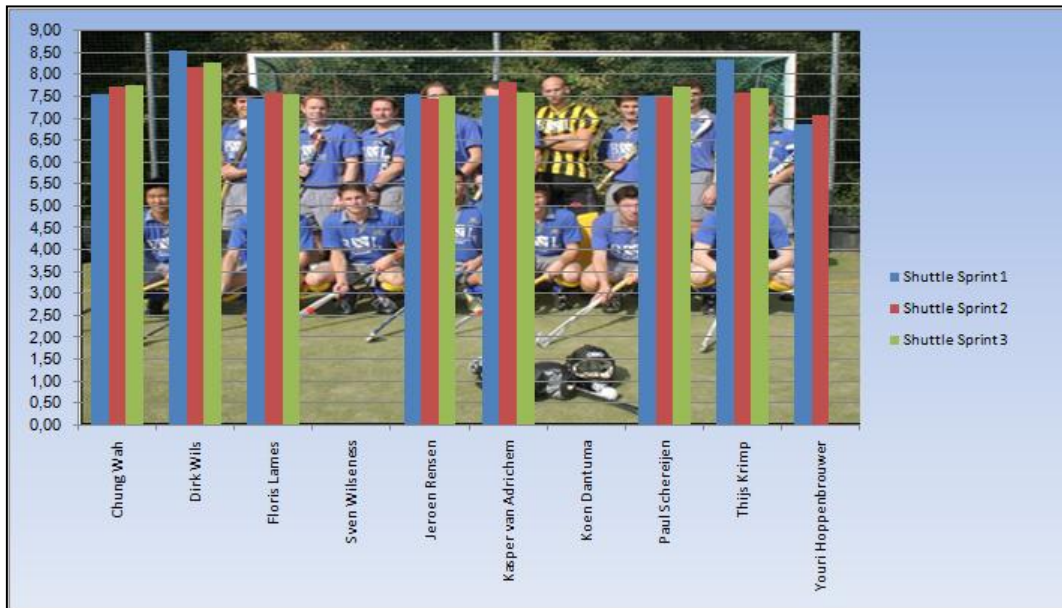 9,00
8,50
8,00
7,50
7,00
6,50
6,00
5,50
5,00
4,50
4,00
3,50
3,00
2,50
2,00
1,50
1,00
0,50
0,00
Chung Wah
Dirk Wils
Floris Lames
Sven Wilseness
Jeroen Rensen
Kasper van Adrichem
Koen Dantuma
Paul Schereijen
Thijs Krimp
Youri Hoppenbrouwer
Shuttle Sprint 1
Shuttle Sprint 2
Shuttle Sprint 3